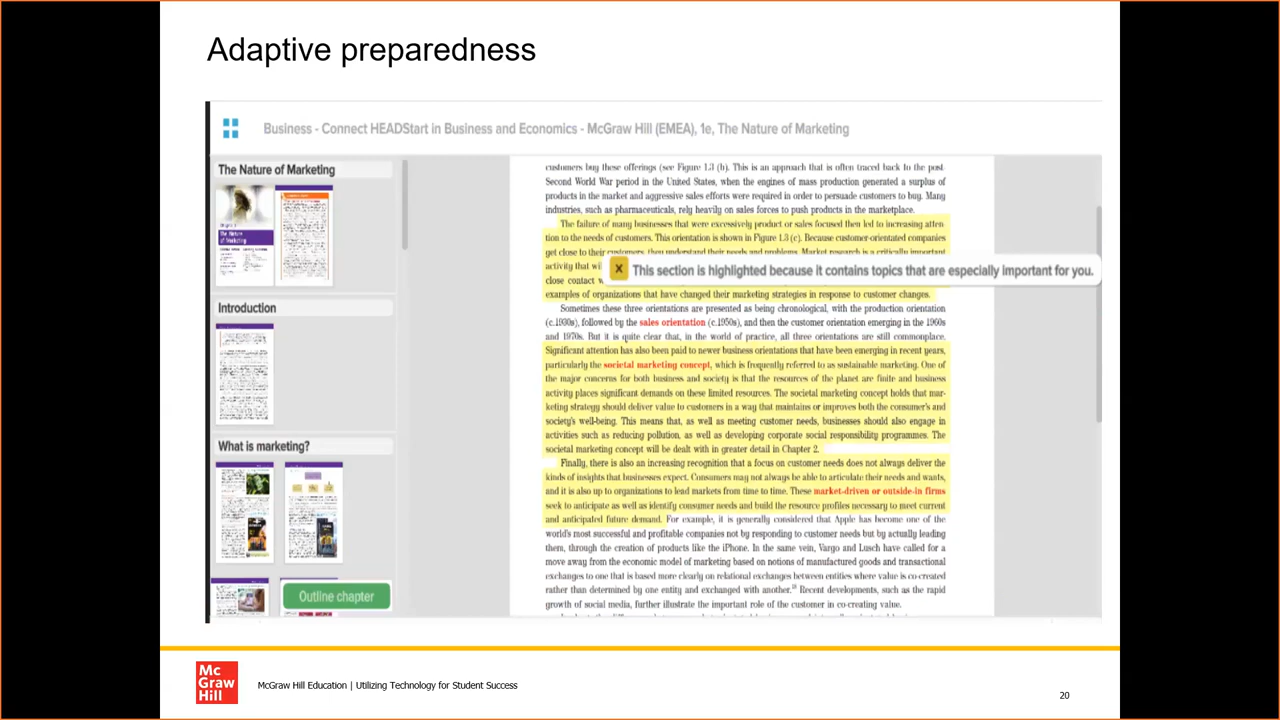 Adaptive preparedness
Business - Connect HEADStart in Business and Economics - McGraw Hill (EMEA), 1e, The Nature of Marketing
The Nature of Marketing
Introduction
What is marketing?
Outline chapter
customers buy these offerings (see Figure 1.3 (b). This is an approach that is often traced back to the post-
Second World War period in the United States, when the engines of mass production generated a surplus of
products in the market and aggressive sales efforts were required in order to persuade customers to buy. Many
industries, such as pharmaceuticals, rely heavily on sales forces to push products in the marketplace.
The failure of many businesses that were excessively product or sales focused then led to increasing atten
tion to the needs of customers. This orientation is shown in Figure 1.3 (c). Because customer-orientated companies
get close to their customers, they understand their needs and problems. Market research is a critically important
activity that wi
close contact w
This section is highlighted because it contains topics that are especially important for you.
examples of organizations that have changed their marketing strategies in response to customer changes.
Sometimes these three orientations are presented as being chronological, with the production orientation
(c.1930s), followed by the sales orientation (c.1950s), and then the customer orientation emerging in the 1960s
and 1970s. But it is quite clear that, in the world of practice, all three orientations are still commonplace.
Significant attention has also been paid to newer business orientations that have been emerging in recent years,
particularly the societal marketing concept, which is frequently referred to as sustainable marketing. One of
the major concerns for both business and society is that the resources of the planet are finite and business
activity places significant demands on these limited resources. The societal marketing concept holds that mar-
keting strategy should deliver value to customers in a way that maintains or improves both the consumer's and
society's well-being. This means that, as well as meeting customer needs, businesses should also engage in
activities such as reducing pollution, as well as developing corporate social responsibility programmes. The
societal marketing concept will be dealt with in greater detail in Chapter 2.
Finally, there is also an increasing recognition that a focus on customer needs does not always deliver the
kinds of insights that businesses expect. Consumers may not always be able to articulate their needs and wants,
and it is also up to organizations to lead markets from time to time. These market-driven or outside-in firms
seek to anticipate as well as identify consumer needs and build the resource profiles necessary to meet current
and anticipated future demand. For example, it is generally considered that Apple has become one of the
world's most successful and profitable companies not by responding to customer needs but by actually leading
them, through the creation of products like the iPhone. In the same vein, Vargo and Lusch have called for a
move away from the economic model of marketing based on notions of manufactured goods and transactional
exchanges to one that is based more clearly on relational exchanges between entities where value is co-created
rather than determined by one entity and exchanged with another. Recent developments, such as the rapid
growth of social media, further illustrate the important role of the customer in co-creating value.
Mc
Graw
Hill
McGraw Hill Education | Utilizing Technology for Student Success
20